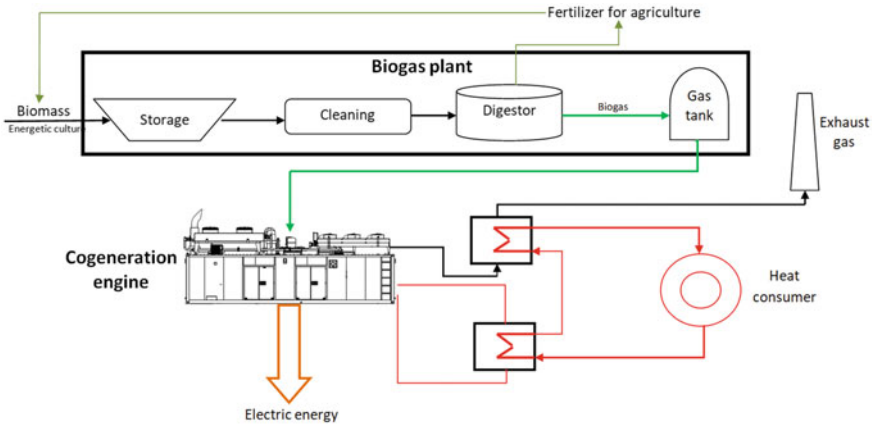 Fertilizer for agriculture
Biogas plant
Biomass
Energetic culture
Storage
Cleaning
Digestor
Biogas
Gas
tank
Exhaust
gas
Cogeneration
engine
Heat
consumer
Electric energy